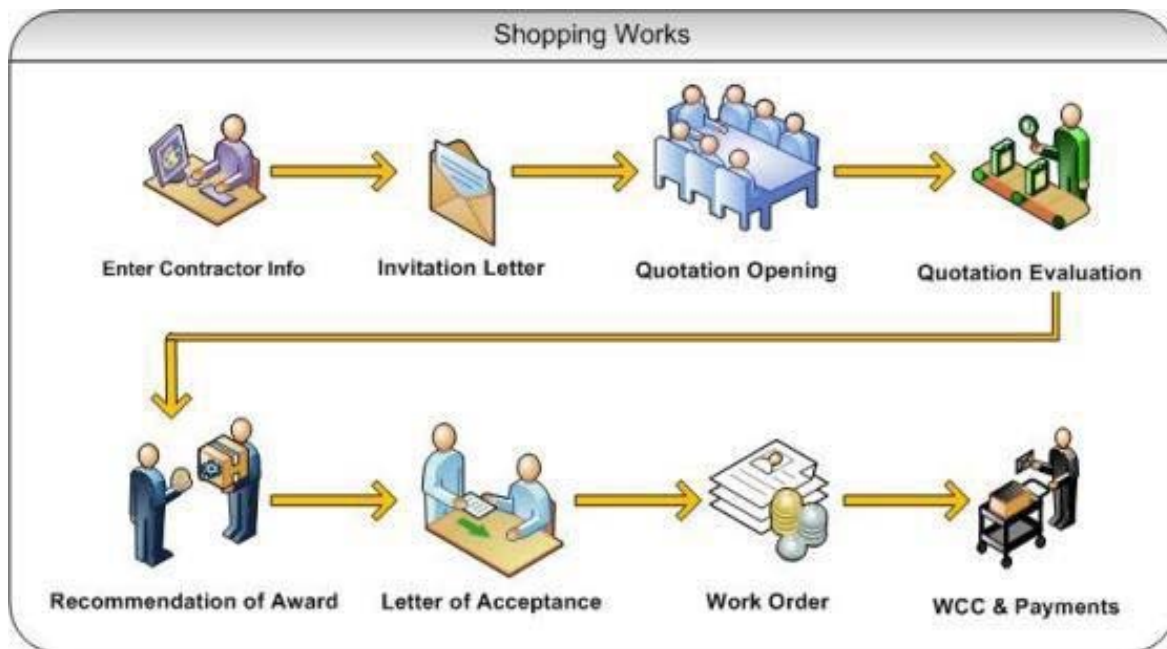 Shopping Works
Enter Contractor Info
Invitation Letter
Quotation Opening
Quotation Evaluation
Recommendation of Award
Letter of Acceptance
Work Order
WCC & Payments